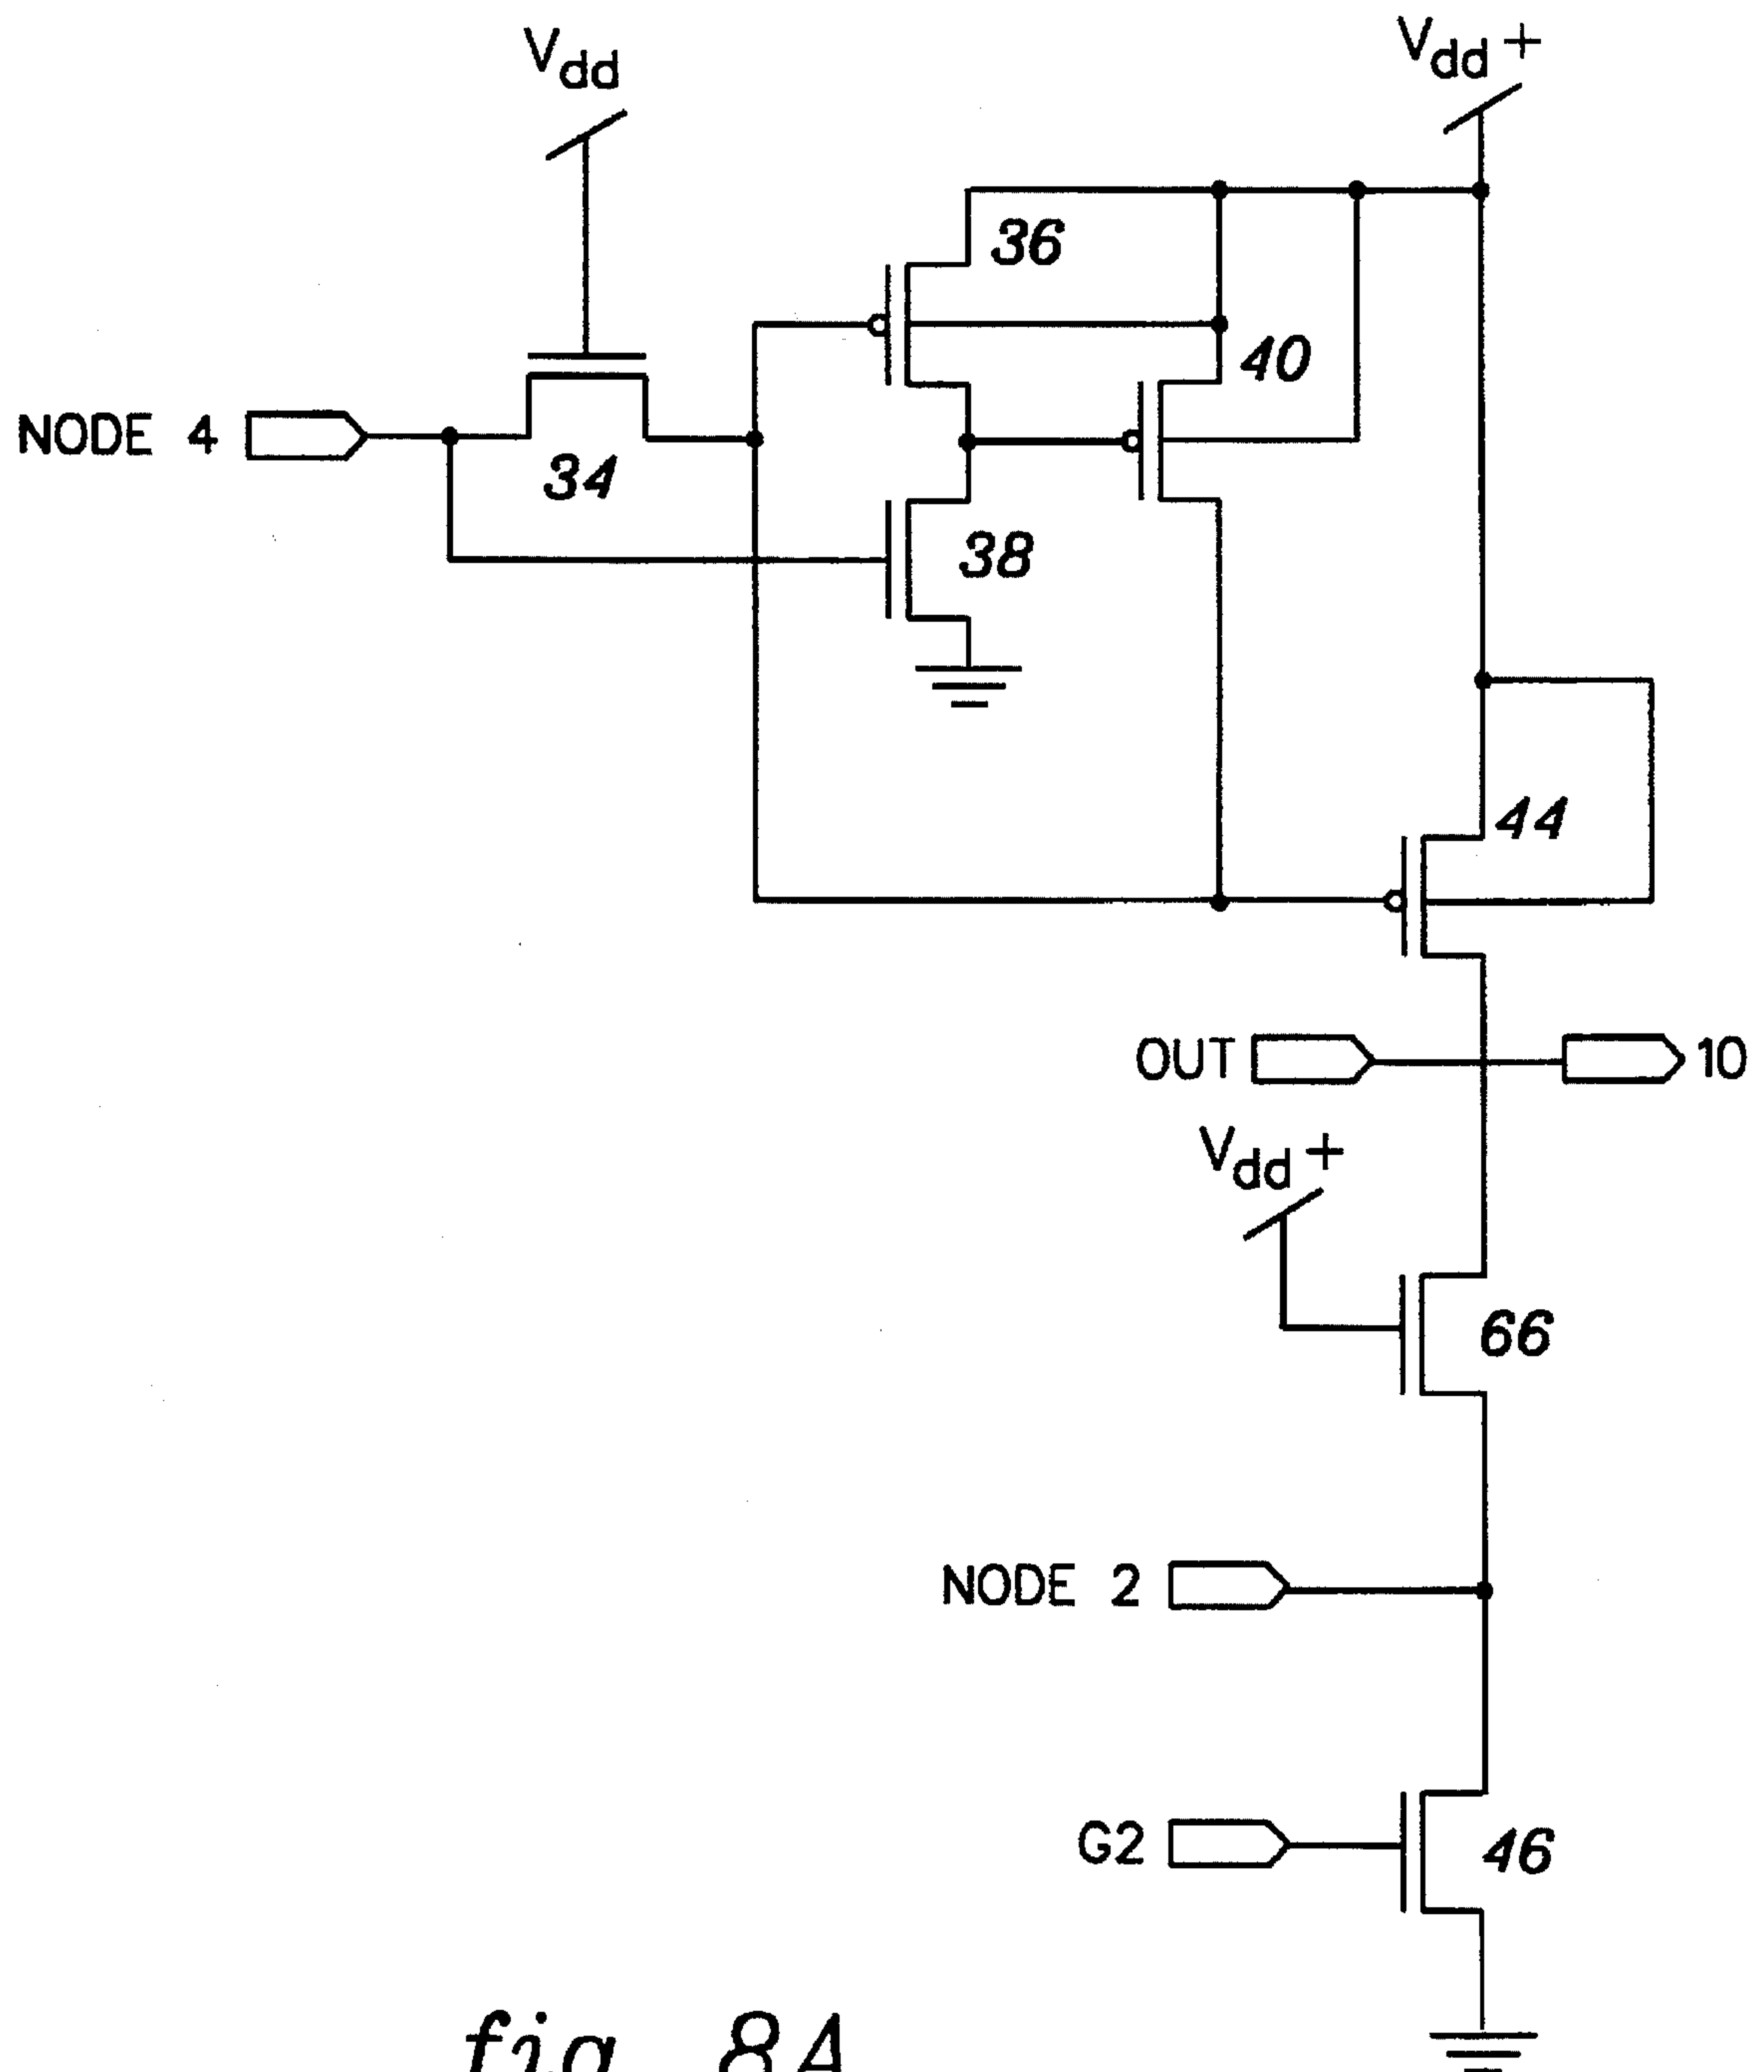 Vdd
Vdd+
36
40
NODE 4
34
38
44
OUT
10
Vdd+
66
NODE 2
G2
46
fig. 8A